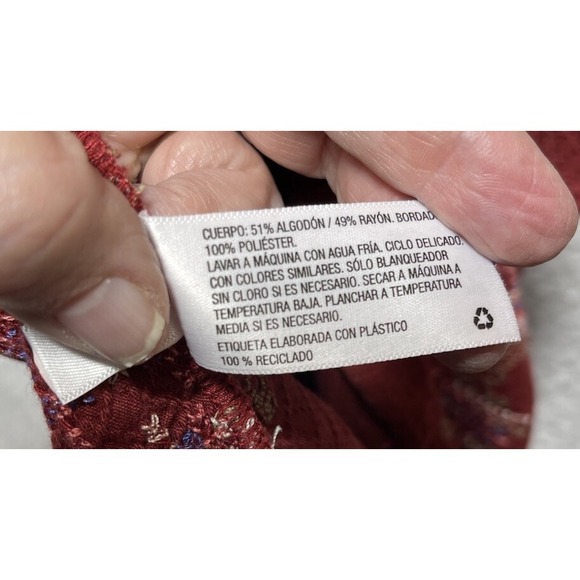 CUERPO: 51% ALGODÓN / 49% RAYÓN. BORDAD
100% POLIÉSTER.
LAVAR A MÁQUINA CON AGUA FRÍA. CICLO DELICADO.
CON COLORES SIMILARES. SÓLO BLANQUEADOR
SIN CLORO SI ES NECESARIO. SECAR A MÁQUINA A
TEMPERATURA BAJA. PLANCHAR A TEMPERATURA
MEDIA SI ES NECESARIO.
ETIQUETA ELABORADA CON PLÁSTICO
100 % RECICLADO